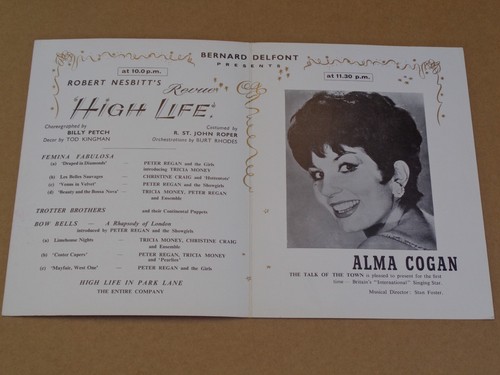 BERNARD DELFONT
PRESENTS
at 10.0 p.m.
at 11.30 p.m.
ROBERT NESBITT'S Revue
'HIGH LIFE'
Choreographed by
BILLY PETCH
Decor by TOD KINGMAN
Costumed by
R. ST. JOHN ROPER
Orchestrations by BURT RHODES
FEMINA FABULOSA
(a) "Draped in Diamonds" - PETER REGAN and the Girls
introducing TRICIA MONEY
(b) Les Belles Sauvages - CHRISTINE CRAIG and
(c) "Venus in Velvet" - PETER REGAN and the Showgirls
(d) "Beauty and the Bossa Nova" - TRICIA MONEY, PETER REGAN
and Ensemble
TROTTER BROTHERS - and their Continental Puppets
BOW BELLS - A Rhapsody of London
introduced by PETER REGAN and the Showgirls
(a) Limehouse Nights - TRICIA MONEY, CHRISTINE CRAIG
and Ensemble
(b) "Caster Capers" - PETER REGAN, TRICIA MONEY
and "Pearlies"
(c) "Mayfair, West One" - PETER REGAN and the Girls
HIGH LIFE IN PARK LANE
THE ENTIRE COMPANY
ALMA COGAN
THE TALK OF THE TOWN is pleased to present for the first
time - Britain's "International" Singing Star.
Musical Director: Stan Foster.